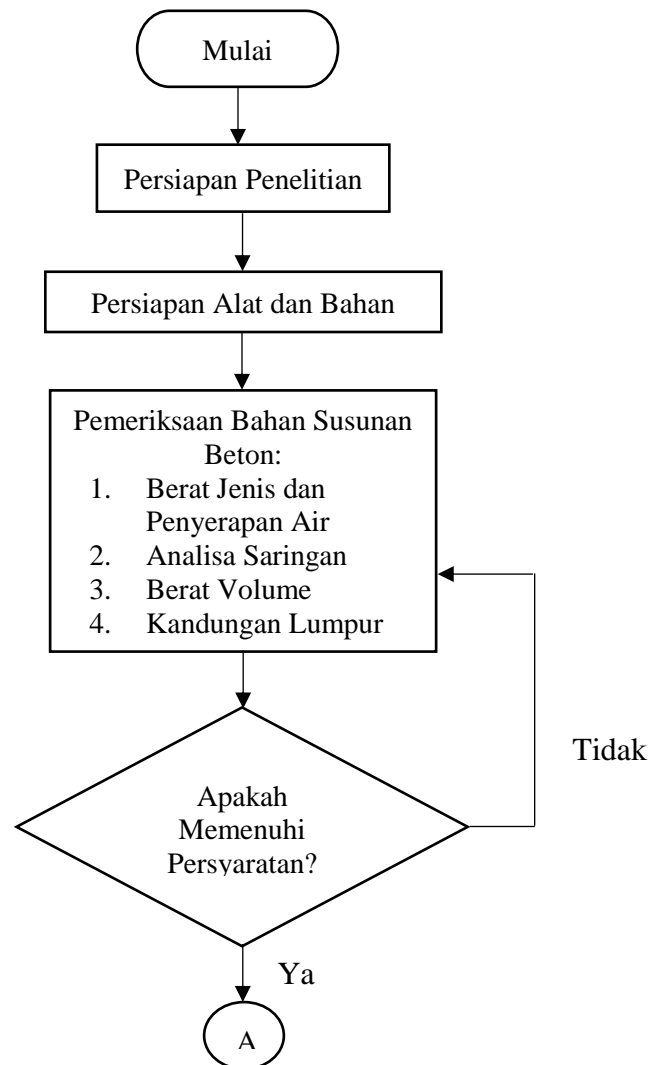 Mulai
Persiapan Penelitian
Persiapan Alat dan Bahan
Pemeriksaan Bahan Susunan
Beton:
1. Berat Jenis dan
Penyerapan Air
2. Analisa Saringan
3. Berat Volume
4. Kandungan Lumpur
Tidak
Apakah
Memenuhi
Persyaratan?
Ya
A